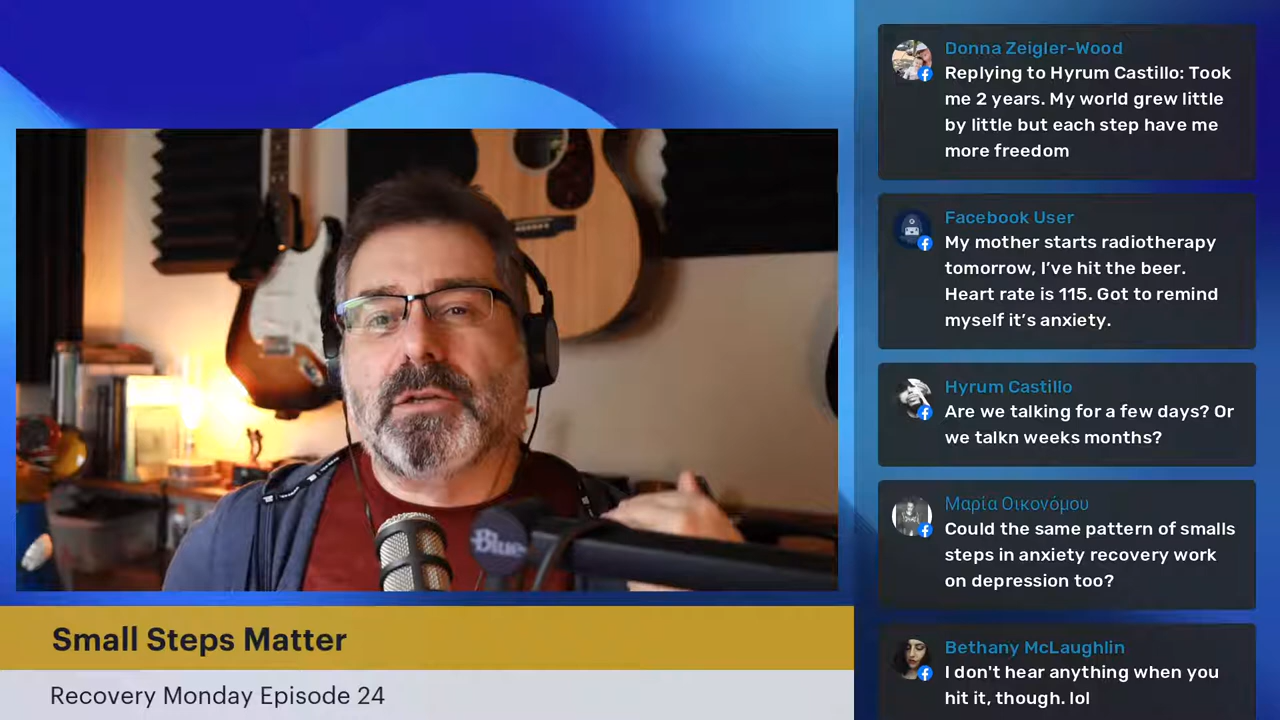 Donna Zeigler-Wood
Replying to Hyrum Castillo: Took
me 2 years. My world grew little
by little but each step have me
more freedom
Facebook User
My mother starts radiotherapy
tomorrow, I’ve hit the beer.
Heart rate is 115. Got to remind
myself it’s anxiety.
Hyrum Castillo
Are we talking for a few days? Or
we talkn weeks months?
Μαρία Οικονόμου
Could the same pattern of smalls
steps in anxiety recovery work
on depression too?
Bethany McLaughlin
I don't hear anything when you
hit it, though. lol
Blue
Small Steps Matter
Recovery Monday Episode 24